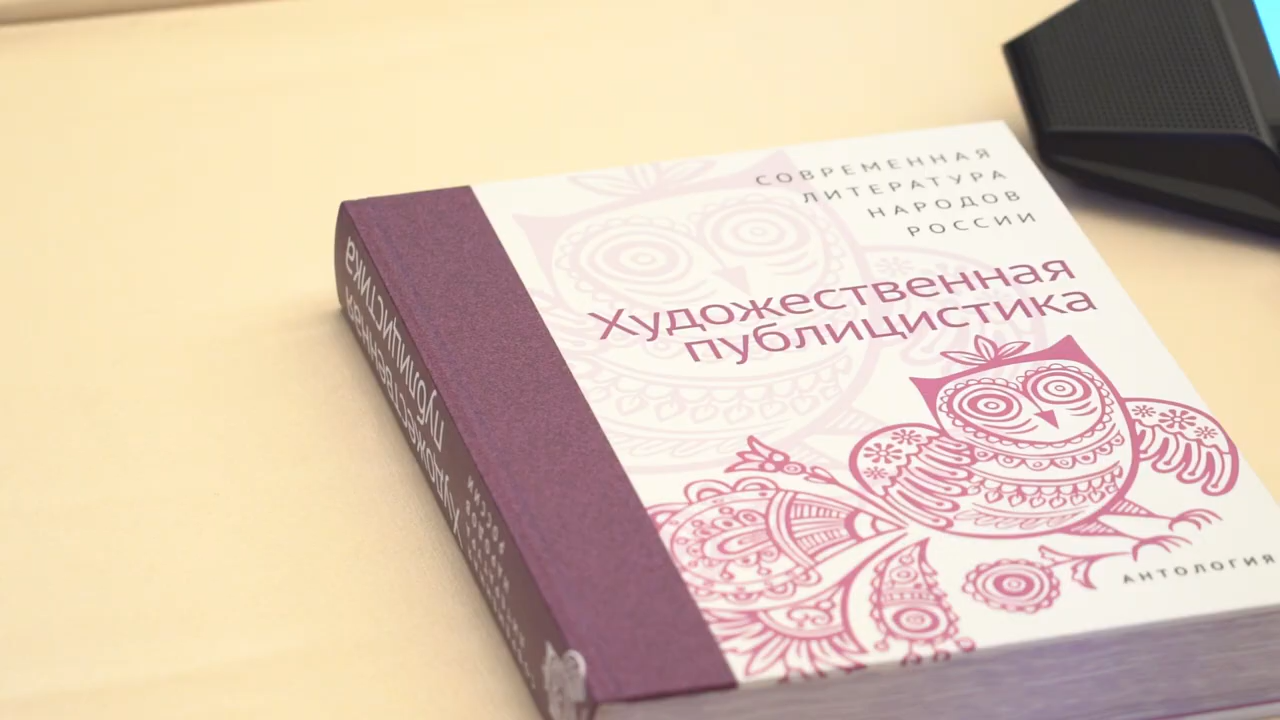 СОВРЕМЕННАЯ
ЛИТЕРАТУРА
НАРОДОВ
РОССИИ
Художественная
публицистика
АНТОЛОГИЯ
Художественная
публицистика